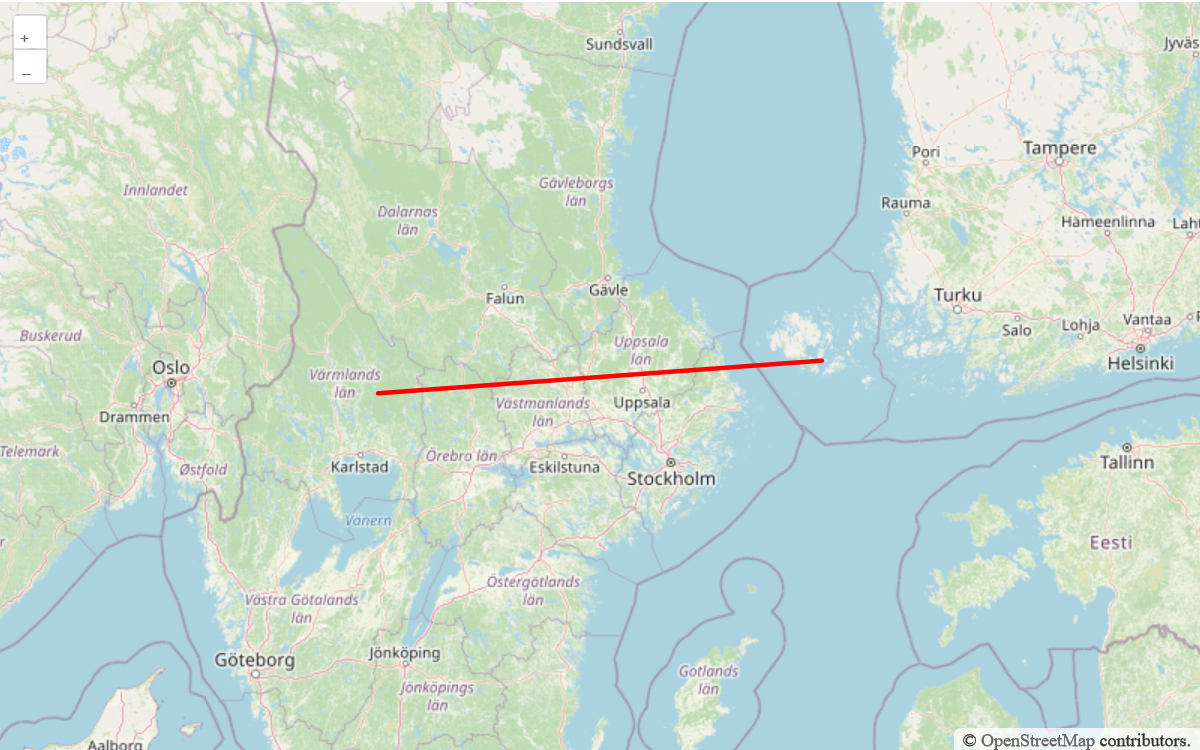 +
−
Sundsvall
Jyväs
Pori
Tampere
Innlandet
Gävleborgs
län
Rauma
Dalarnas
län
Hämeenlinna
Laht
Gävle
Falun
Turku
Salo
Lohja
Vantaa
Helsinki
Buskerud
Uppsala
län
Oslo
Värmlands
län
Drammen
Västmanlands
län
Uppsala
Telemark
Østfold
Karlstad
Örebro län
Eskilstuna
Stockholm
Tallinn
Vänern
Eesti
Östergötlands
län
Västra Götalands
län
Göteborg
Jönköping
Gotlands
län
Jönköpings
län
Aalborg
© OpenStreetMap contributors.